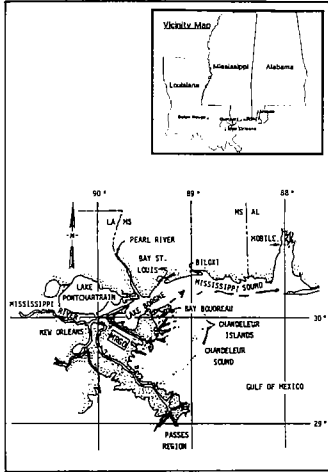 Vicinity Map
Mississippi
Alabama
Louisiana
Baton Rouge
New Orleans
90°
89°
88°
LA
MS
MS
AL
PEARL RIVER
MOBILE
BAY ST.
LOUIS
BILOXI
LAKE
PONTCHARTRAIN
MISSISSIPPI SOUND
MISSISSIPPI
RIVER
LAKE BORGNE
BAY BOUDREAU
30°
NEW ORLEANS
MRGO
CHANDELEUR
ISLANDS
CHANDELEUR
SOUND
GULF OF MEXICO
29°
PASSES
REGION